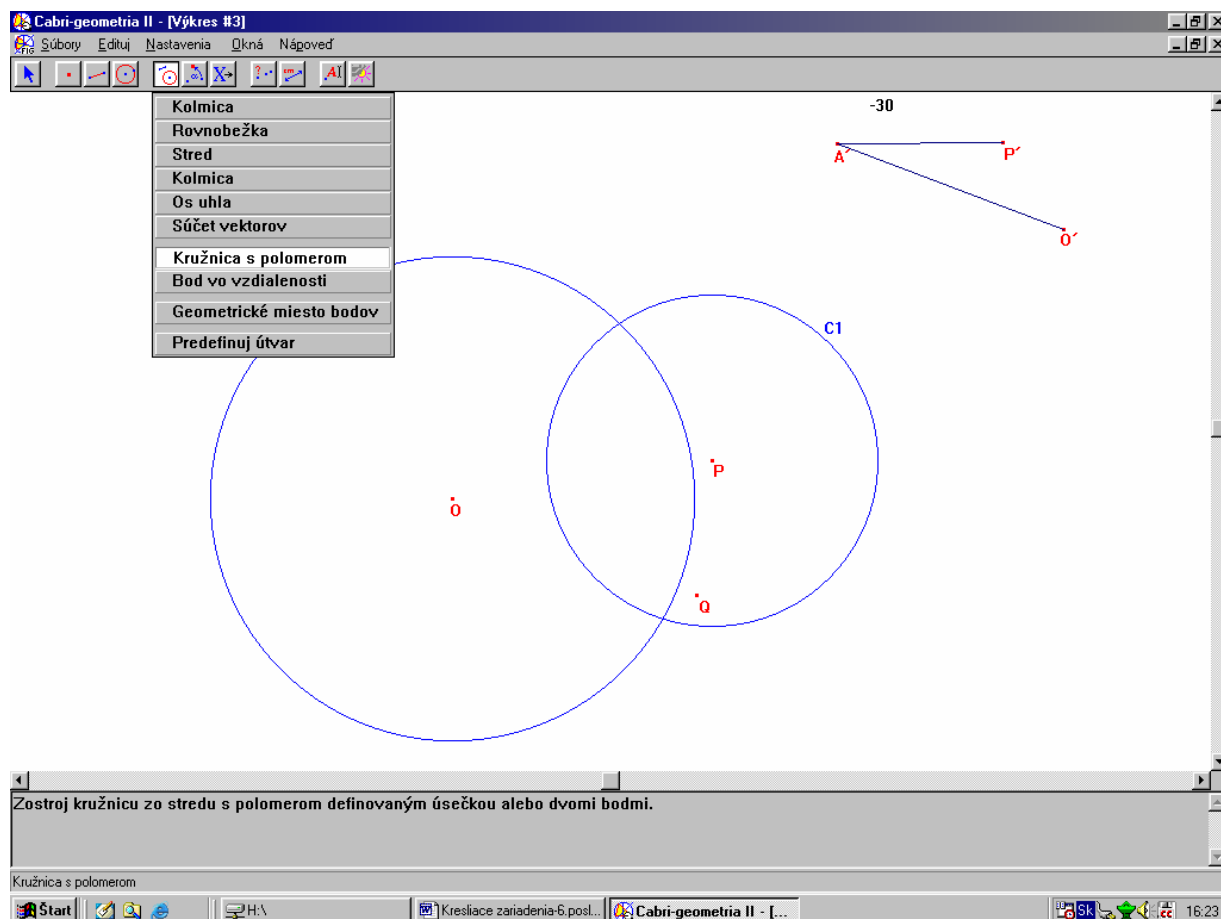 Cabri-geometria II - [Výkres #3]
Súbory Edituj Nastavenia Okná Nápoveď
Kolmica
Rovnobežka
Stred
Kolmica
Os uhla
Súčet vektorov
Kružnica s polomerom
Bod vo vzdialenosti
Geometrické miesto bodov
Predefinuj útvar
-30
A´
P´
O´
C1
P
O
Q
Zostroj kružnicu zo stredu s polomerom definovaným úsečkou alebo dvomi bodmi.
Kružnica s polomerom
Štart H:\ Kresliace zariadenia-6.posl... Cabri-geometria II - [... Sk 16:23